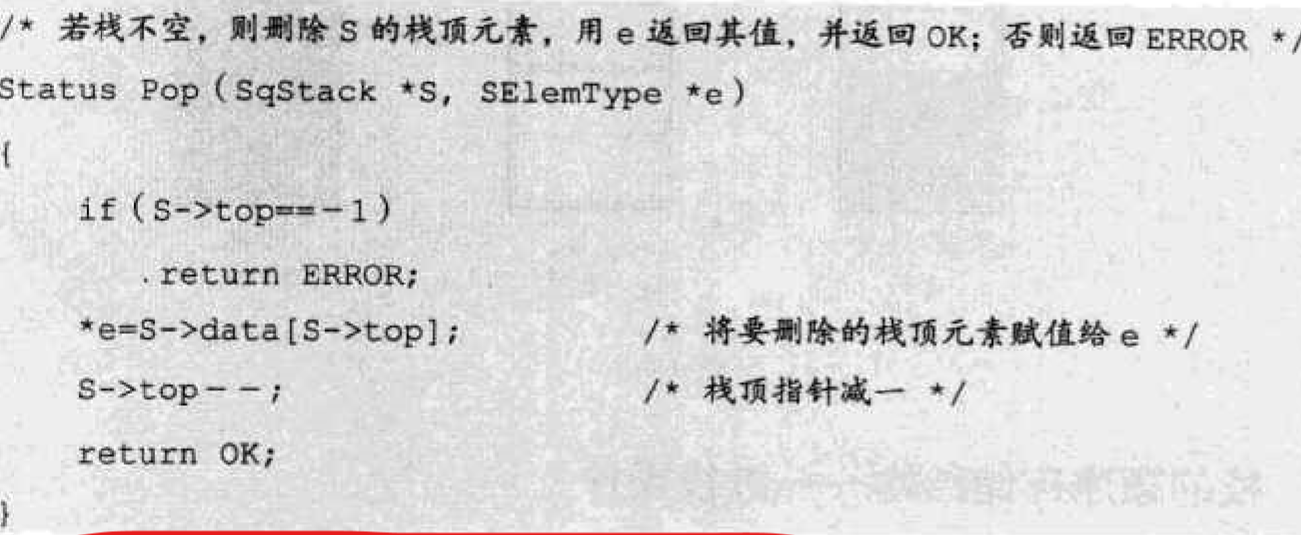 /* 若栈不空，则删除 S 的栈顶元素，用 e 返回其值，并返回 OK；否则返回 ERROR */
Status Pop（SqStack *S, SElemType *e）
{
if（S->top==-1）
return ERROR;
*e=S->data[S->top]; /* 将要删除的栈顶元素赋值给 e */
S->top--; /* 栈顶指针减一 */
return OK;
}